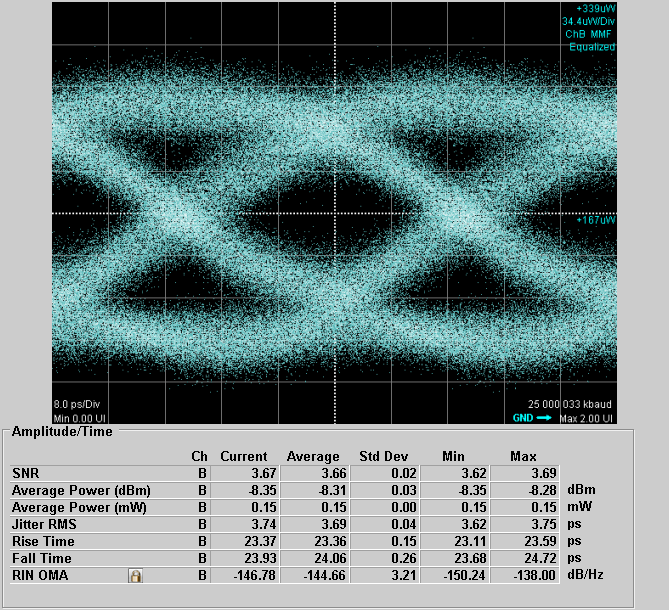 +339uW
34.4uW/Div
ChB MMF
Equalized
+167uW
8.0 ps/Div
25 000 033 kbaud
Min 0.00 UI
GND
Max 2.00 UI
Amplitude/Time
Ch Current Average Std Dev Min Max
SNR B 3.67 3.66 0.02 3.62 3.69
Average Power (dBm) B -8.35 -8.31 0.03 -8.35 -8.28 dBm
Average Power (mW) B 0.15 0.15 0.00 0.15 0.15 mW
Jitter RMS B 3.74 3.69 0.04 3.62 3.75 ps
Rise Time B 23.37 23.36 0.15 23.11 23.59 ps
Fall Time B 23.93 24.06 0.26 23.68 24.72 ps
RIN OMA B -146.78 -144.66 3.21 -150.24 -138.00 dB/Hz